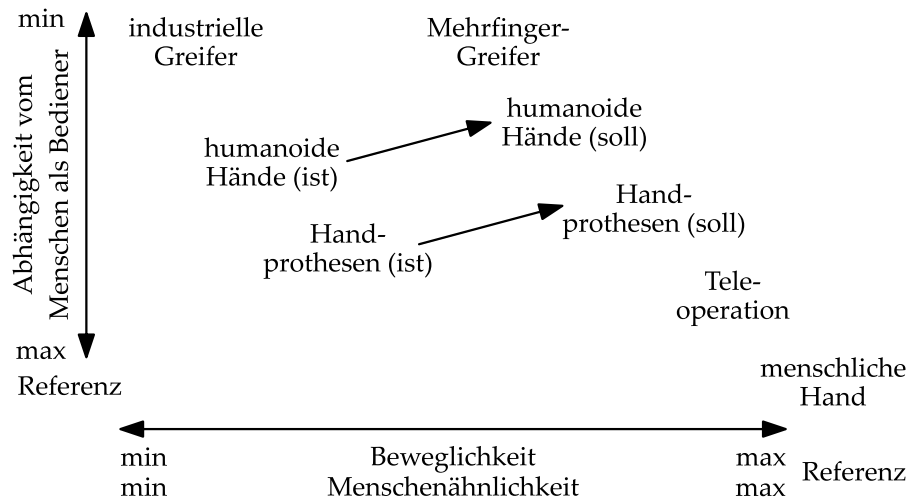 min
industrielle
Greifer
Mehrfinger-
Greifer
Abhängigkeit vom
Menschen als Bediener
humanoide
Hände (soll)
humanoide
Hände (ist)
Hand-
prothesen (soll)
Hand-
prothesen (ist)
Tele-
operation
max
Referenz
menschliche
Hand
min Beweglichkeit max
min Menschenähnlichkeit max
Referenz